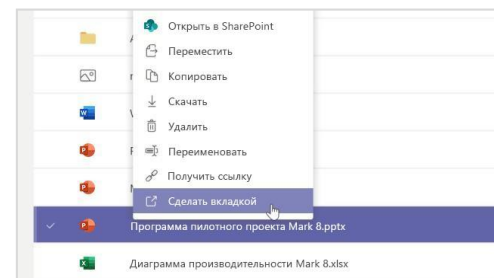 Открыть в SharePoint
Переместить
Копировать
Скачать
Удалить
Переименовать
Получить ссылку
Сделать вкладкой
Программа пилотного проекта Mark 8.pptx
Диаграмма производительности Mark 8.xlsx